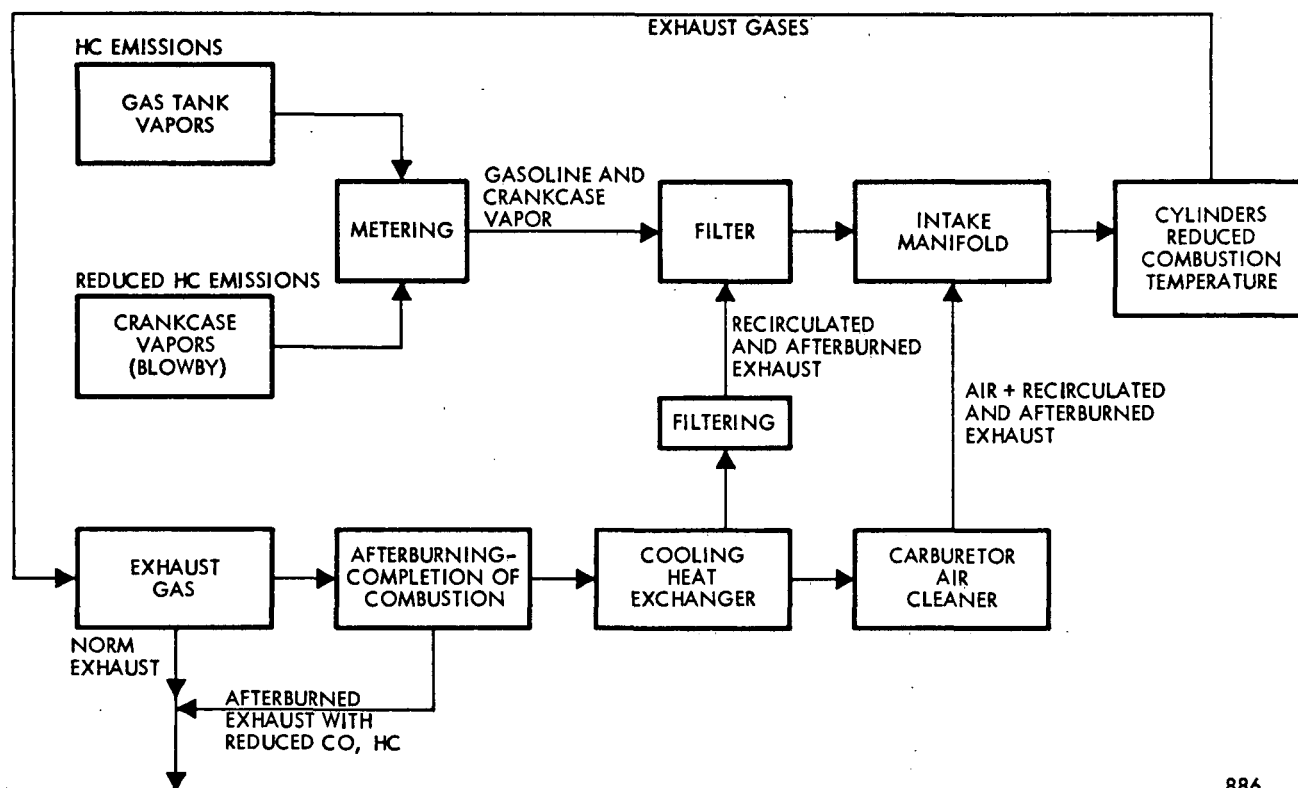 EXHAUST GASES
HC EMISSIONS
GAS TANK
VAPORS
GASOLINE AND
CRANKCASE
VAPOR
METERING
FILTER
INTAKE
MANIFOLD
CYLINDERS
REDUCED
COMBUSTION
TEMPERATURE
REDUCED HC EMISSIONS
CRANKCASE
VAPORS
(BLOWBY)
RECIRCULATED
AND AFTERBURNED
EXHAUST
FILTERING
AIR + RECIRCULATED
AND AFTERBURNED
EXHAUST
EXHAUST
GAS
AFTERBURNING-
COMPLETION OF
COMBUSTION
COOLING
HEAT
EXCHANGER
CARBURETOR
AIR
CLEANER
NORM
EXHAUST
AFTERBURNED
EXHAUST WITH
REDUCED CO, HC
886